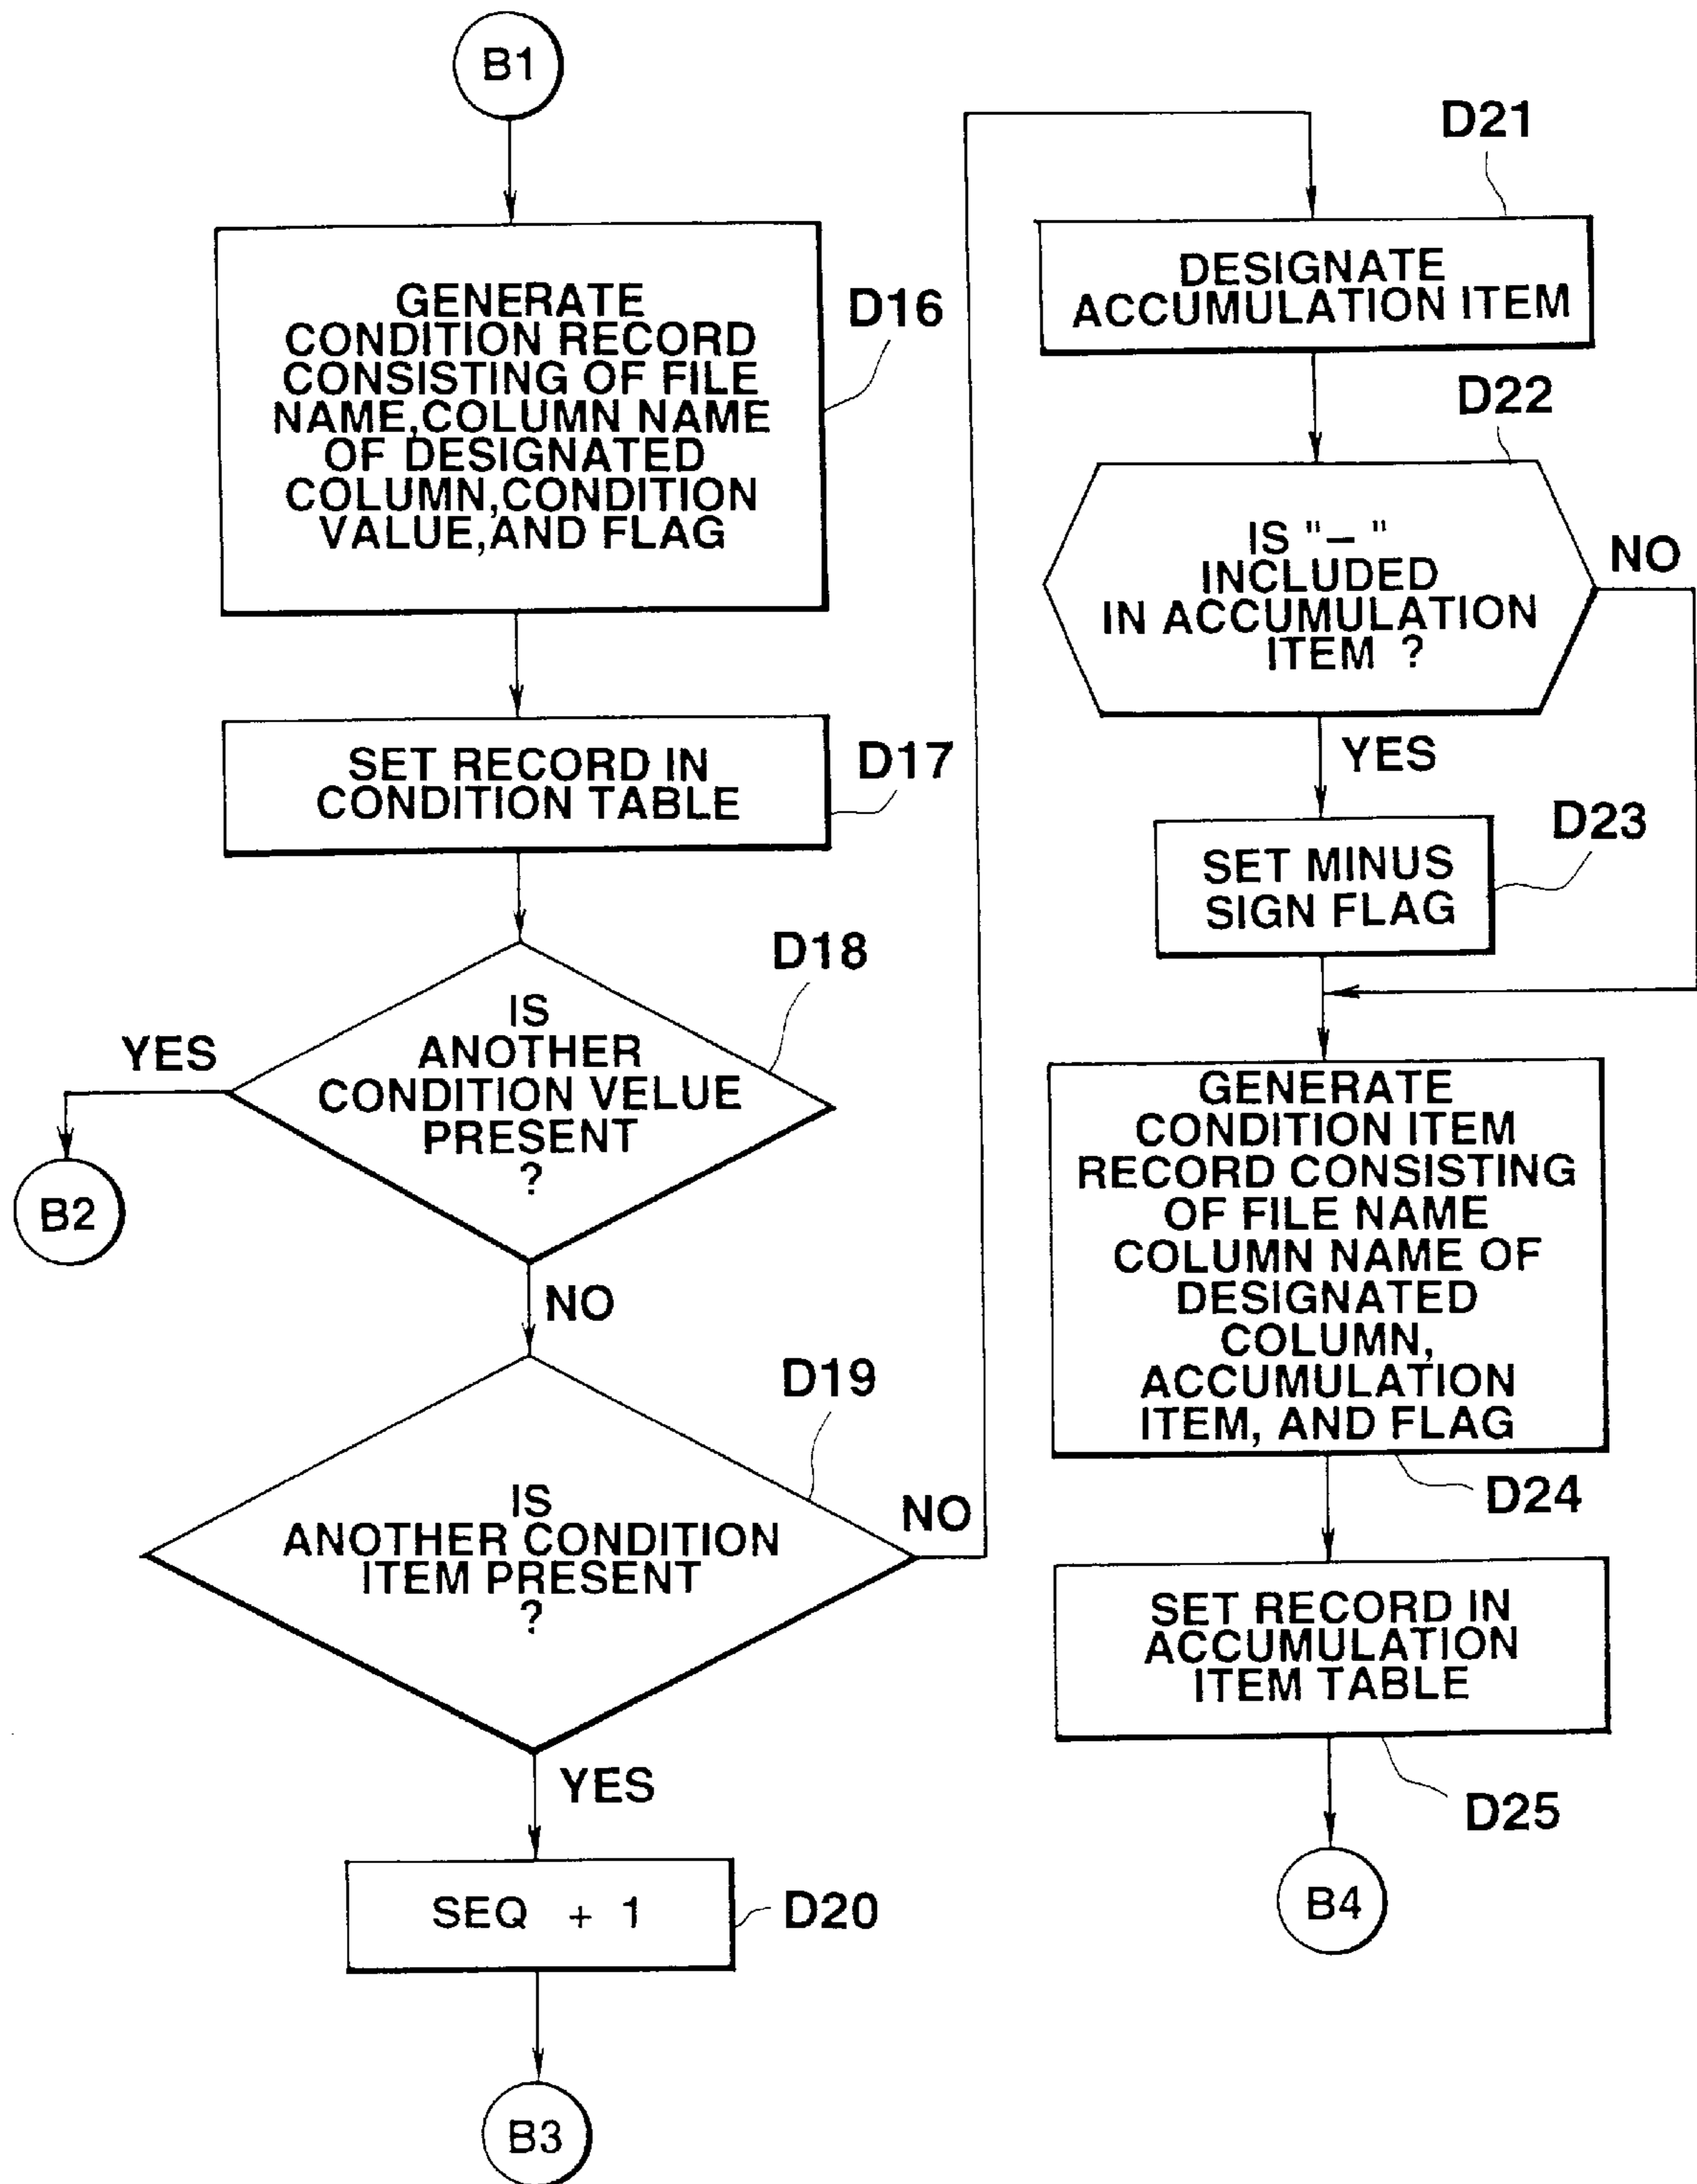 B1
GENERATE
CONDITION RECORD
CONSISTING OF FILE
NAME,COLUMN NAME
OF DESIGNATED
COLUMN,CONDITION
VALUE,AND FLAG
D16
SET RECORD IN
CONDITION TABLE
D17
IS
ANOTHER
CONDITION VELUE
PRESENT
?
D18
YES
B2
NO
IS
ANOTHER CONDITION
ITEM PRESENT
?
D19
NO
YES
SEQ + 1
D20
B3
D21
DESIGNATE
ACCUMULATION ITEM
D22
IS "–"
INCLUDED
IN ACCUMULATION
ITEM ?
NO
YES
D23
SET MINUS
SIGN FLAG
GENERATE
CONDITION ITEM
RECORD CONSISTING
OF FILE NAME
COLUMN NAME OF
DESIGNATED
COLUMN,
ACCUMULATION
ITEM, AND FLAG
D24
SET RECORD IN
ACCUMULATION
ITEM TABLE
D25
B4